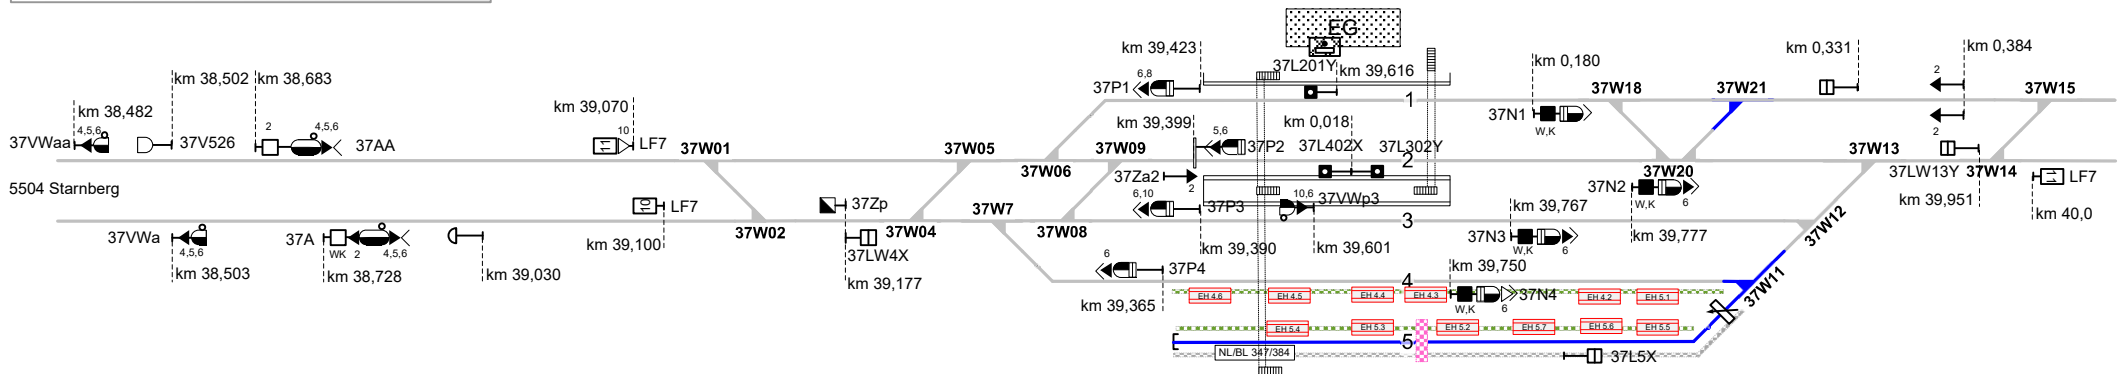 EG
km 39,423
37L201Y
km 39,616
km 0,180
km 0,331
km 0,384
km 38,502
km 38,683
km 38,482
km 39,070
6,8
37P1
1
37W18
37W21
2
37W15
37N1
W,K
37VWaa
4,5,6
37V526
2
4,5,6
37AA
11
10
LF7
37W01
37W05
37W06
37W09
km 39,399
5,6
37P2
km 0,018
37L402X
37L302Y
2
37W20
37W13
2
37LW13Y
37W14
5504 Starnberg
37Za2
2
37N2
W,K
6
km 39,951
11
LF7
km 40,0
10
LF7
37Zp
6,10
37P3
10,6
37VWp3
3
km 39,767
km 39,777
37W12
37VWa
4,5,6
37A
WK
2
4,5,6
km 39,100
37W02
37LW4X
37W04
37W7
37W08
km 39,390
km 39,601
37N3
W,K
6
km 38,503
km 38,728
km 39,030
km 39,177
6
37P4
4
km 39,750
37W11
km 39,365
EH 4.6
EH 4.5
EH 4.4
EH 4.3
W,K
6
37N4
EH 4.2
EH 5.1
EH 5.4
EH 5.3
EH 5.2
EH 5.7
EH 5.6
EH 5.5
5
NL/BL 347/384
37L5X